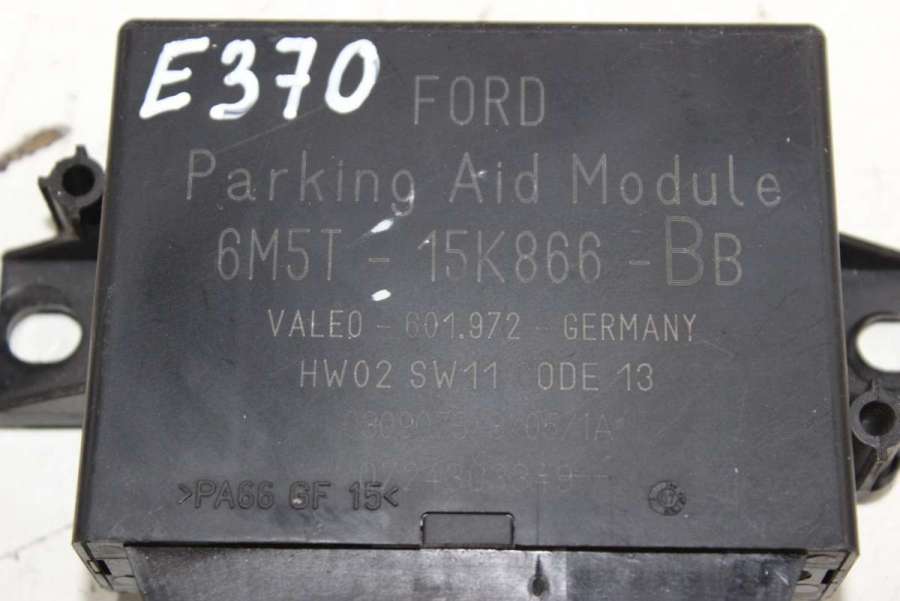 E370
FORD
Parking Aid Module
6M5T - 15K866 - BB
VALEO - 601.972 - GERMANY
HW02 SW11 ODE 13
>PA66 GF 15<